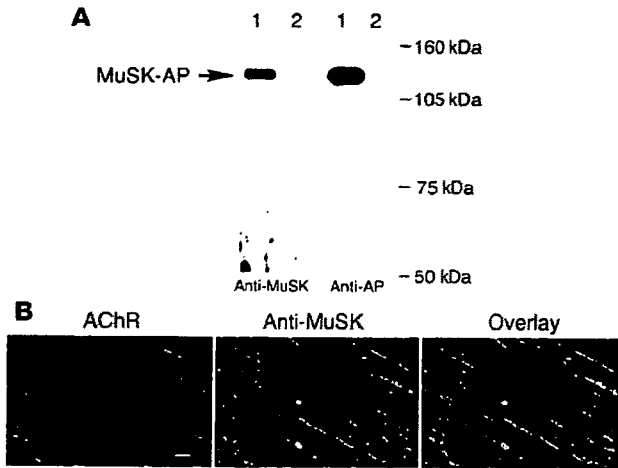 A
1 2 1 2
– 160 kDa
MuSK-AP
– 105 kDa
– 75 kDa
– 50 kDa
Anti-MuSK Anti-AP
B
AChR Anti-MuSK Overlay